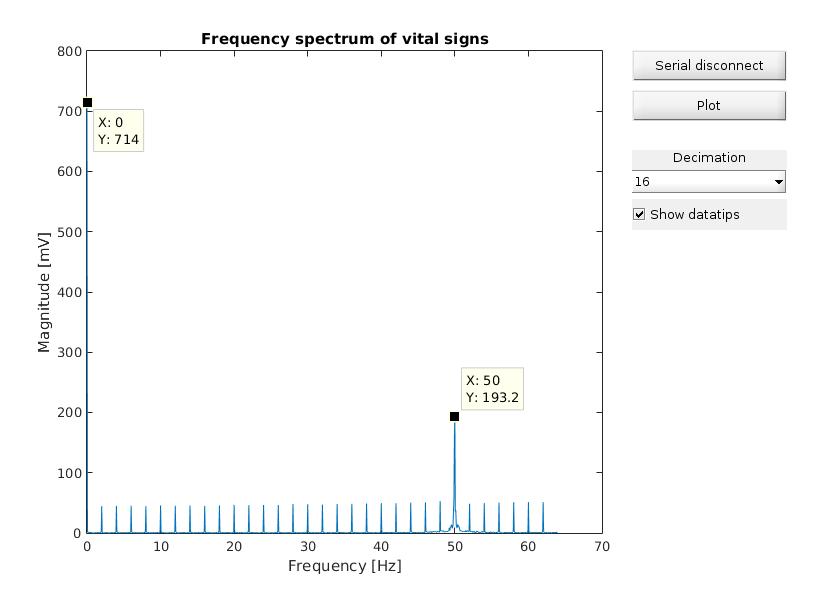 Frequency spectrum of vital signs
800
700
600
500
400
300
200
100
0
Magnitude [mV]
X: 0
Y: 714
X: 50
Y: 193.2
0 10 20 30 40 50 60 70
Frequency [Hz]
Serial disconnect
Plot
Decimation
16
Show datatips